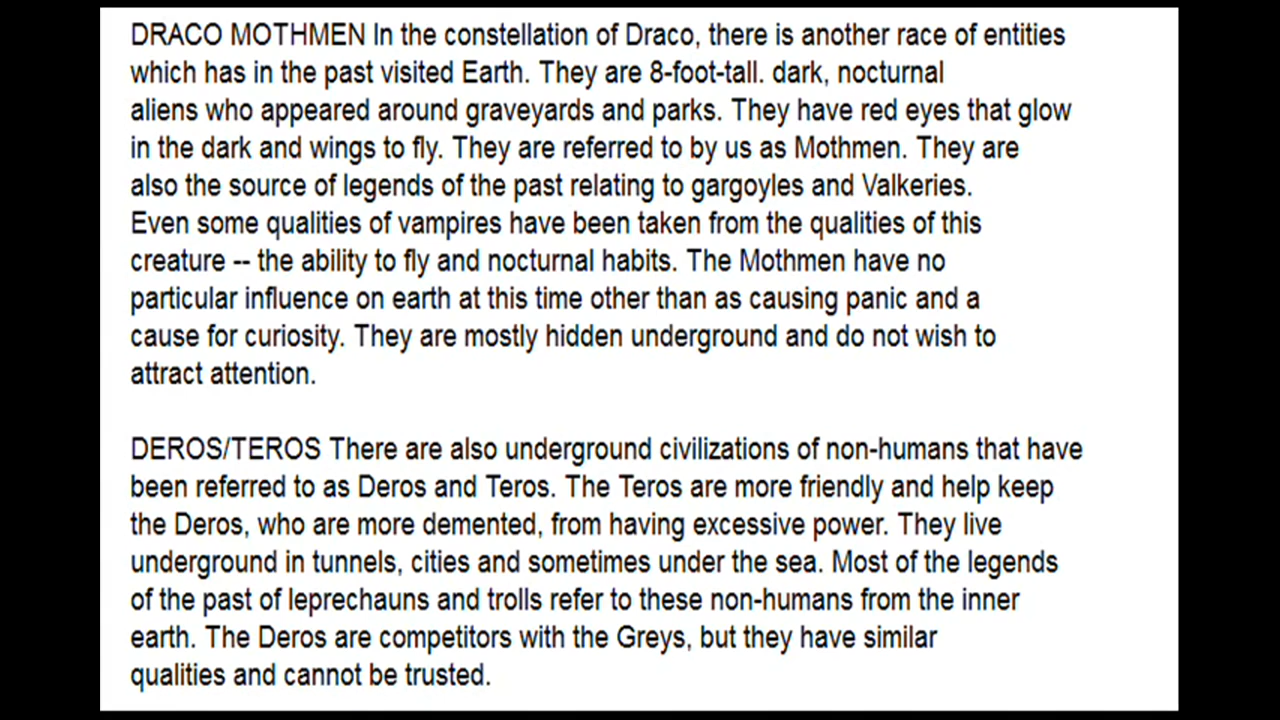 DRACO MOTHMEN In the constellation of Draco, there is another race of entities
which has in the past visited Earth. They are 8-foot-tall. dark, nocturnal
aliens who appeared around graveyards and parks. They have red eyes that glow
in the dark and wings to fly. They are referred to by us as Mothmen. They are
also the source of legends of the past relating to gargoyles and Valkeries.
Even some qualities of vampires have been taken from the qualities of this
creature -- the ability to fly and nocturnal habits. The Mothmen have no
particular influence on earth at this time other than as causing panic and a
cause for curiosity. They are mostly hidden underground and do not wish to
attract attention.

DEROS/TEROS There are also underground civilizations of non-humans that have
been referred to as Deros and Teros. The Teros are more friendly and help keep
the Deros, who are more demented, from having excessive power. They live
underground in tunnels, cities and sometimes under the sea. Most of the legends
of the past of leprechauns and trolls refer to these non-humans from the inner
earth. The Deros are competitors with the Greys, but they have similar
qualities and cannot be trusted.